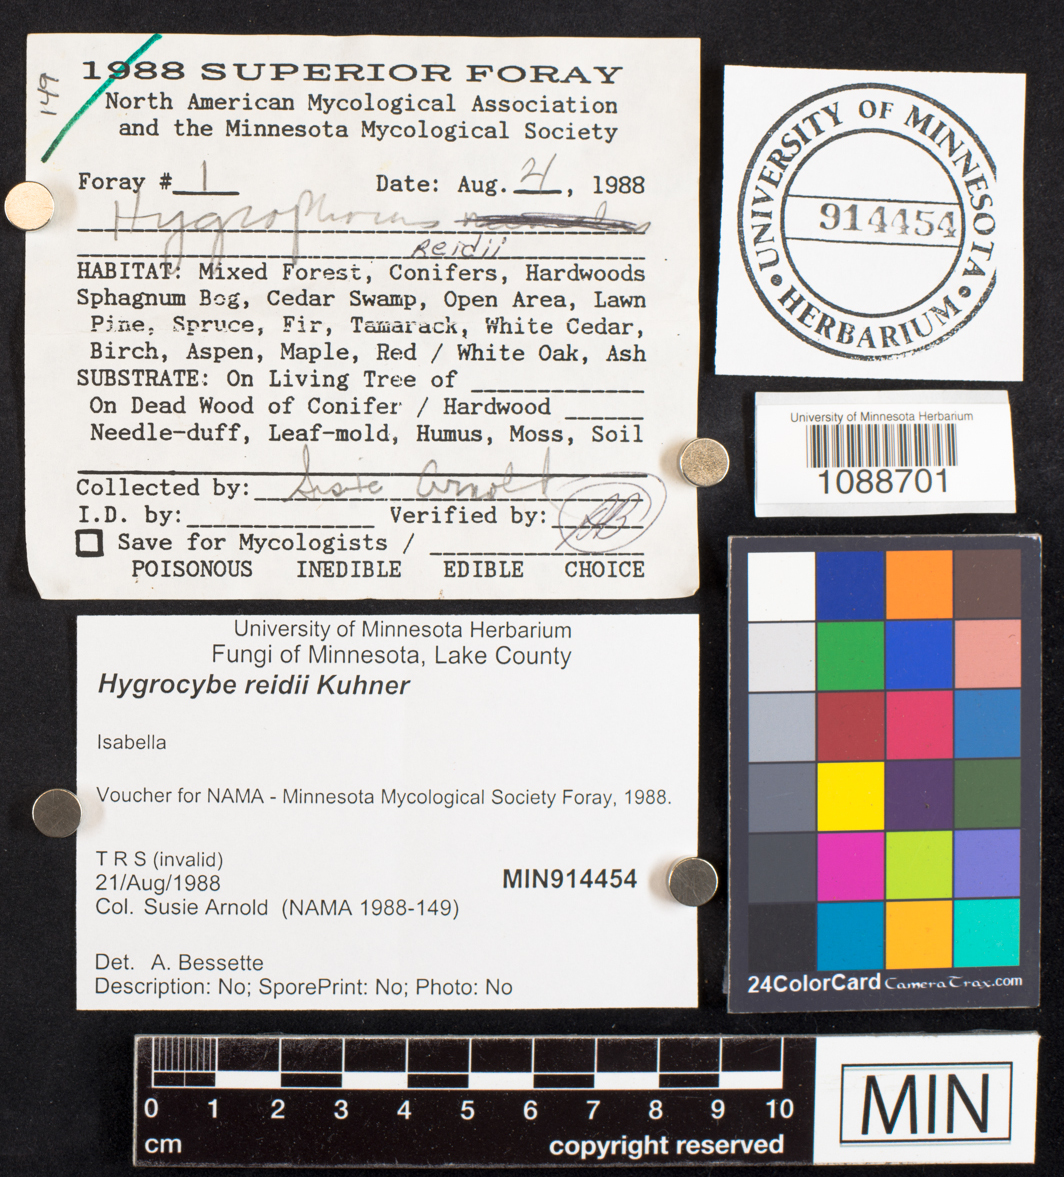 149
1988 SUPERIOR FORAY
North American Mycological Association
and the Minnesota Mycological Society
Foray # 1 Date: Aug. 21, 1988
Hygrophorus
Reidii
HABITAT: Mixed Forest, Conifers, Hardwoods
Sphagnum Bog, Cedar Swamp, Open Area, Lawn
Pine, Spruce, Fir, Tamarack, White Cedar,
Birch, Aspen, Maple, Red / White Oak, Ash
SUBSTRATE: On Living Tree of
On Dead Wood of Conifer / Hardwood
Needle-duff, Leaf-mold, Humus, Moss, Soil
Collected by: Susie Arnold
I.D. by: Verified by: AB
Save for Mycologists /
POISONOUS INEDIBLE EDIBLE CHOICE
UNIVERSITY OF MINNESOTA
914454
HERBARIUM
University of Minnesota Herbarium
1088701
University of Minnesota Herbarium
Fungi of Minnesota, Lake County
Hygrocybe reidii Kuhner
Isabella
Voucher for NAMA - Minnesota Mycological Society Foray, 1988.
T R S (invalid)
21/Aug/1988 MIN914454
Col. Susie Arnold (NAMA 1988-149)
Det. A. Bessette
Description: No; SporePrint: No; Photo: No
24ColorCard CameraTrax.com
0 1 2 3 4 5 6 7 8 9 10
cm copyright reserved
MIN